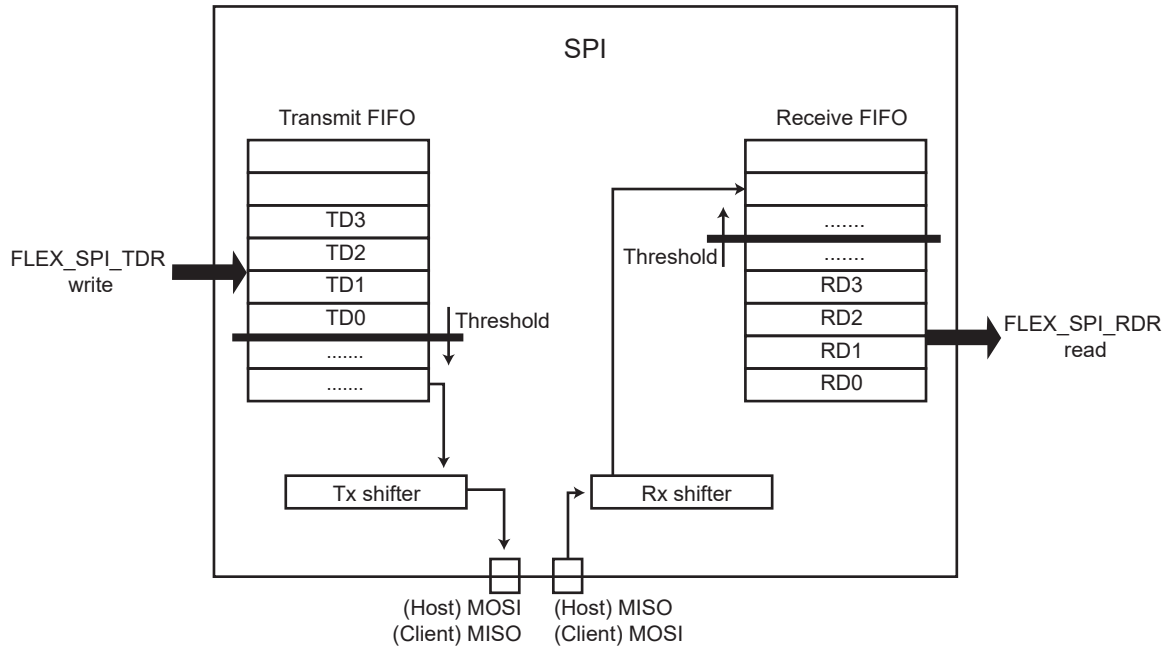 SPI
Transmit FIFO
TD3
TD2
TD1
TD0
.......
.......
Threshold
FLEX_SPI_TDR
write
Tx shifter
(Host) MOSI
(Client) MISO
Receive FIFO
.......
.......
RD3
RD2
RD1
RD0
Threshold
FLEX_SPI_RDR
read
Rx shifter
(Host) MISO
(Client) MOSI